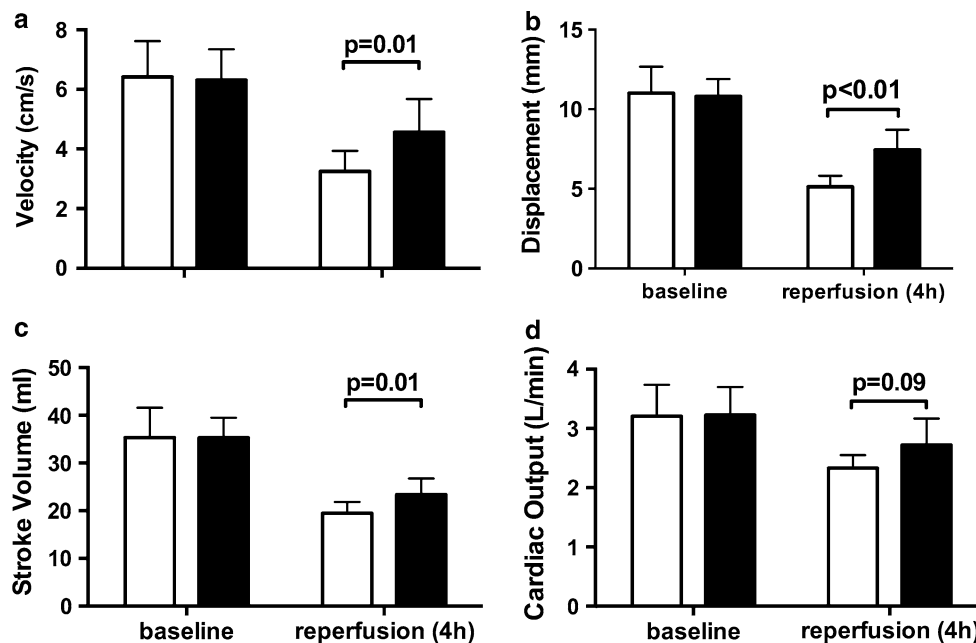 a
Velocity (cm/s)
8
6
4
2
0
p=0.01
b
Displacement (mm)
15
10
5
0
p<0.01
baseline
reperfusion (4h)
c
Stroke Volume (ml)
50
40
30
20
10
0
p=0.01
baseline
reperfusion (4h)
d
Cardiac Output (L/min)
4
3
2
1
0
p=0.09
baseline
reperfusion (4h)